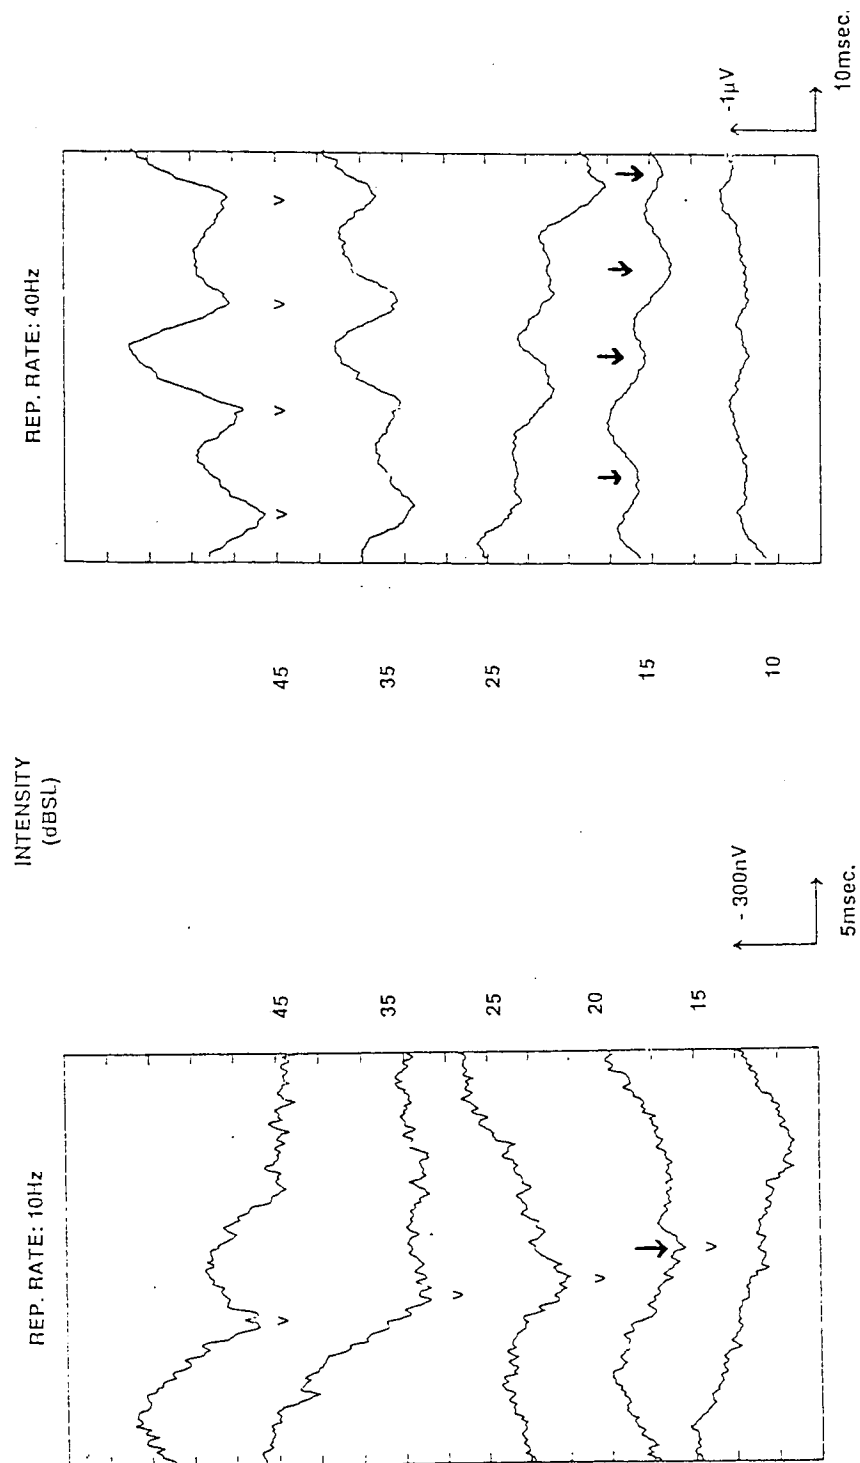 REP. RATE: 10Hz
INTENSITY
(dBSL)
REP. RATE: 40Hz
45
35
25
20
15
45
35
25
15
10
V
V
V
V
V
V
V
V
- 300nV
5msec.
-1µV
10msec.